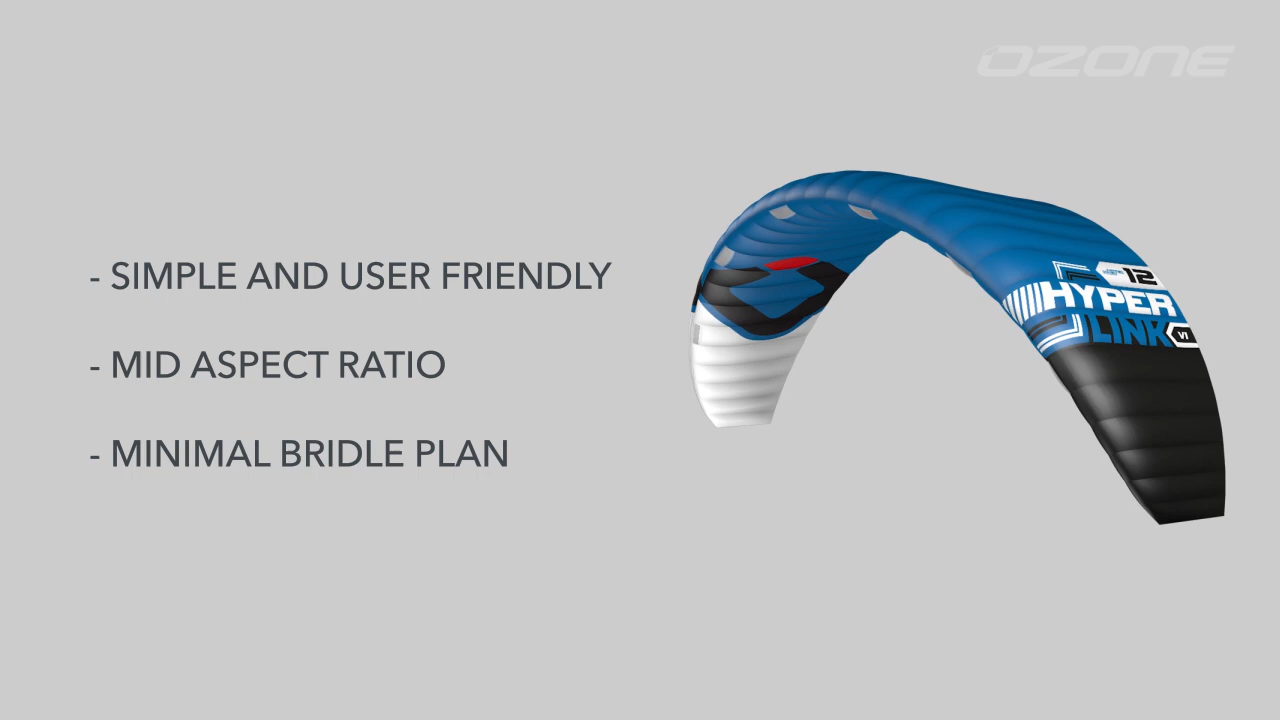 OZONE
- SIMPLE AND USER FRIENDLY
- MID ASPECT RATIO
- MINIMAL BRIDLE PLAN
12
HYPER
LINK V1